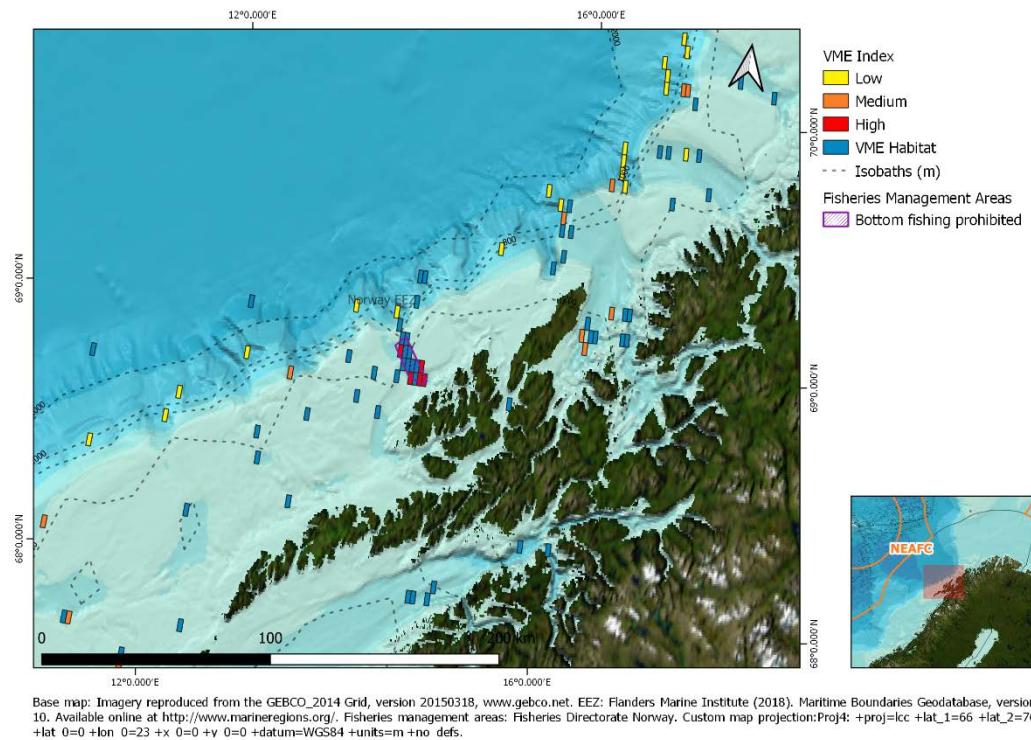 12°0.000'E
16°0.000'E
VME Index
Low
Medium
High
VME Habitat
Isobaths (m)
Fisheries Management Areas
Bottom fishing prohibited
70°0.000'N
69°0.000'N
800
Norway EEZ
69°0.000'N
68°0.000'N
NEAFC
0
100
200 km
68°0.000'N
12°0.000'E
16°0.000'E
Base map: Imagery reproduced from the GEBCO_2014 Grid, version 20150318, www.gebco.net. EEZ: Flanders Marine Institute (2018). Maritime Boundaries Geodatabase, version
10. Available online at http://www.marineregions.org/. Fisheries management areas: Fisheries Directorate Norway. Custom map projection:Proj4: +proj=lcc +lat_1=66 +lat_2=70
+lat_0=0 +lon_0=23 +x_0=0 +y_0=0 +datum=WGS84 +units=m +no_defs.